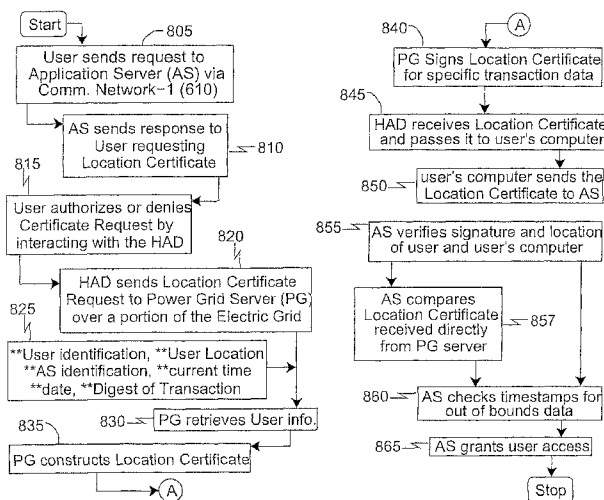 Start
805
User sends request to
Application Server (AS) via
Comm. Network-1 (610)
AS sends response to
User requesting
Location Certificate
810
815
User authorizes or denies
Certificate Request by
interacting with the HAD
820
HAD sends Location Certificate
Request to Power Grid Server (PG)
over a portion of the Electric Grid
825
**User identification, **User Location
**AS identification, **current time
**date, **Digest of Transaction
830
PG retrieves User info.
835
PG constructs Location Certificate
A
A
840
PG Signs Location Certificate
for specific transaction data
845
HAD receives Location Certificate
and passes it to user's computer
850
user's computer sends the
Location Certificate to AS
855
AS verifies signature and location
of user and user's computer
AS compares
Location Certificate
received directly
from PG server
857
860
AS checks timestamps for
out of bounds data
865
AS grants user access
Stop